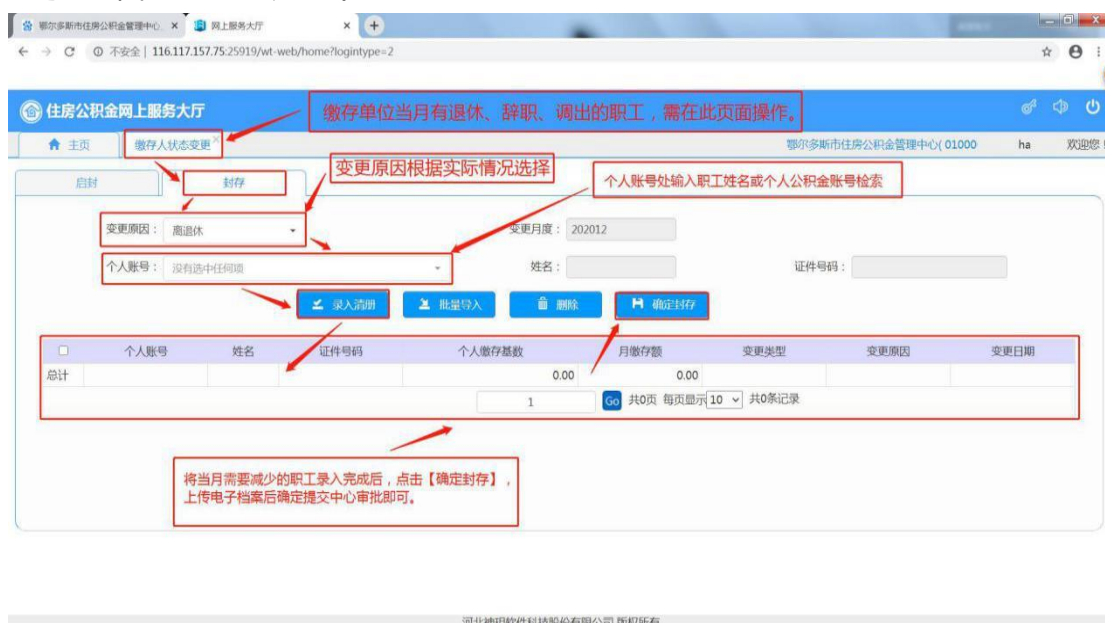 鄂尔多斯市住房公积金管理中心 网上服务大厅
不安全 | 116.117.157.75:25919/wt-web/home?logintype=2
住房公积金网上服务大厅
缴存单位当月有退休、辞职、调出的职工，需在此页面操作。
主页 缴存人状态变更 鄂尔多斯市住房公积金管理中心( 01000 ha 欢迎您！
启封 封存 变更原因根据实际情况选择 个人账号处输入职工姓名或个人公积金账号检索
变更原因： 离退休 变更月度： 202012
个人账号： 没有选中任何项 姓名： 证件号码：
录入清册 批量导入 删除 确定封存
个人账号 姓名 证件号码 个人缴存基数 月缴存额 变更类型 变更原因 变更日期
总计 0.00 0.00
1 Go 共0页 每页显示 10 共0条记录
将当月需要减少的职工录入完成后，点击【确定封存】，
上传电子档案后确定提交中心审批即可。